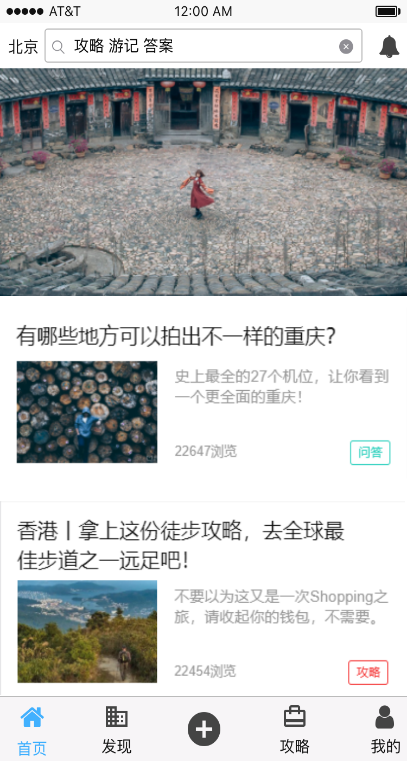 AT&T 12:00 AM
北京 攻略 游记 答案
有哪些地方可以拍出不一样的重庆?
史上最全的27个机位，让你看到
一个更全面的重庆!
22647浏览 问答
香港丨拿上这份徒步攻略，去全球最
佳步道之一远足吧!
不要以为这又是一次Shopping之
旅，请收起你的钱包，不需要。
22454浏览 攻略
首页 发现 攻略 我的